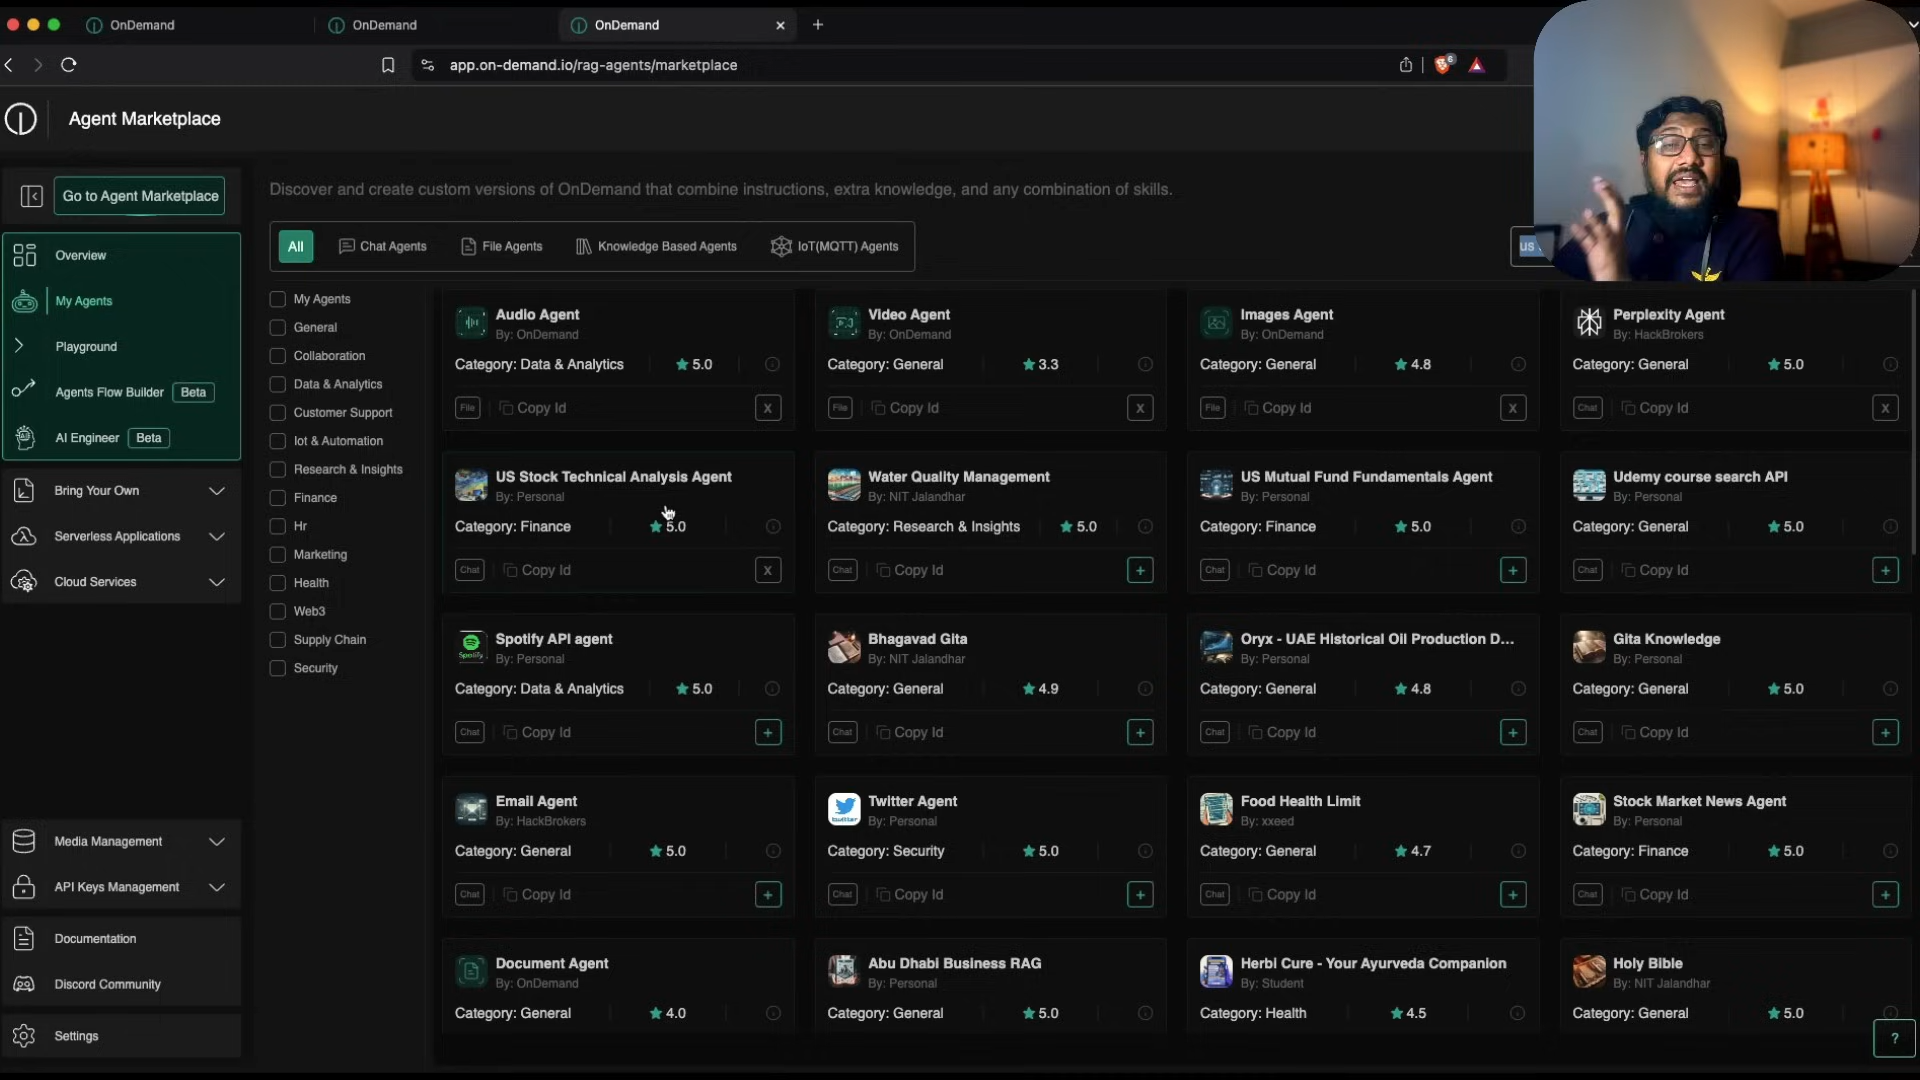 OnDemand
OnDemand
OnDemand
app.on-demand.io/rag-agents/marketplace
6
Agent Marketplace
Go to Agent Marketplace
Overview
My Agents
Playground
Agents Flow Builder Beta
AI Engineer Beta
Bring Your Own
Serverless Applications
Cloud Services
Media Management
API Keys Management
Documentation
Discord Community
Settings
Discover and create custom versions of OnDemand that combine instructions, extra knowledge, and any combination of skills.
All Chat Agents File Agents Knowledge Based Agents IoT(MQTT) Agents
us
My Agents
General
Collaboration
Data & Analytics
Customer Support
Iot & Automation
Research & Insights
Finance
Hr
Marketing
Health
Web3
Supply Chain
Security
Audio Agent
By: OnDemand
Category: Data & Analytics 5.0
File Copy Id X
Video Agent
By: OnDemand
Category: General 3.3
File Copy Id X
Images Agent
By: OnDemand
Category: General 4.8
File Copy Id X
Perplexity Agent
By: HackBrokers
Category: General 5.0
Chat Copy Id X
US Stock Technical Analysis Agent
By: Personal
Category: Finance 5.0
Chat Copy Id X
Water Quality Management
By: NIT Jalandhar
Category: Research & Insights 5.0
Chat Copy Id +
US Mutual Fund Fundamentals Agent
By: Personal
Category: Finance 5.0
Chat Copy Id +
Udemy course search API
By: Personal
Category: General 5.0
Chat Copy Id +
Spotify API agent
By: Personal
Category: Data & Analytics 5.0
Chat Copy Id +
Bhagavad Gita
By: NIT Jalandhar
Category: General 4.9
Chat Copy Id +
Oryx - UAE Historical Oil Production D...
By: Personal
Category: General 4.8
Chat Copy Id +
Gita Knowledge
By: Personal
Category: General 5.0
Chat Copy Id +
Email Agent
By: HackBrokers
Category: General 5.0
Chat Copy Id +
Twitter Agent
By: Personal
Category: Security 5.0
Chat Copy Id +
Food Health Limit
By: xxeed
Category: General 4.7
Chat Copy Id +
Stock Market News Agent
By: Personal
Category: Finance 5.0
Chat Copy Id +
Document Agent
By: OnDemand
Category: General 4.0
Abu Dhabi Business RAG
By: Personal
Category: General 5.0
Herbi Cure - Your Ayurveda Companion
By: Student
Category: Health 4.5
Holy Bible
By: NIT Jalandhar
Category: General 5.0
?